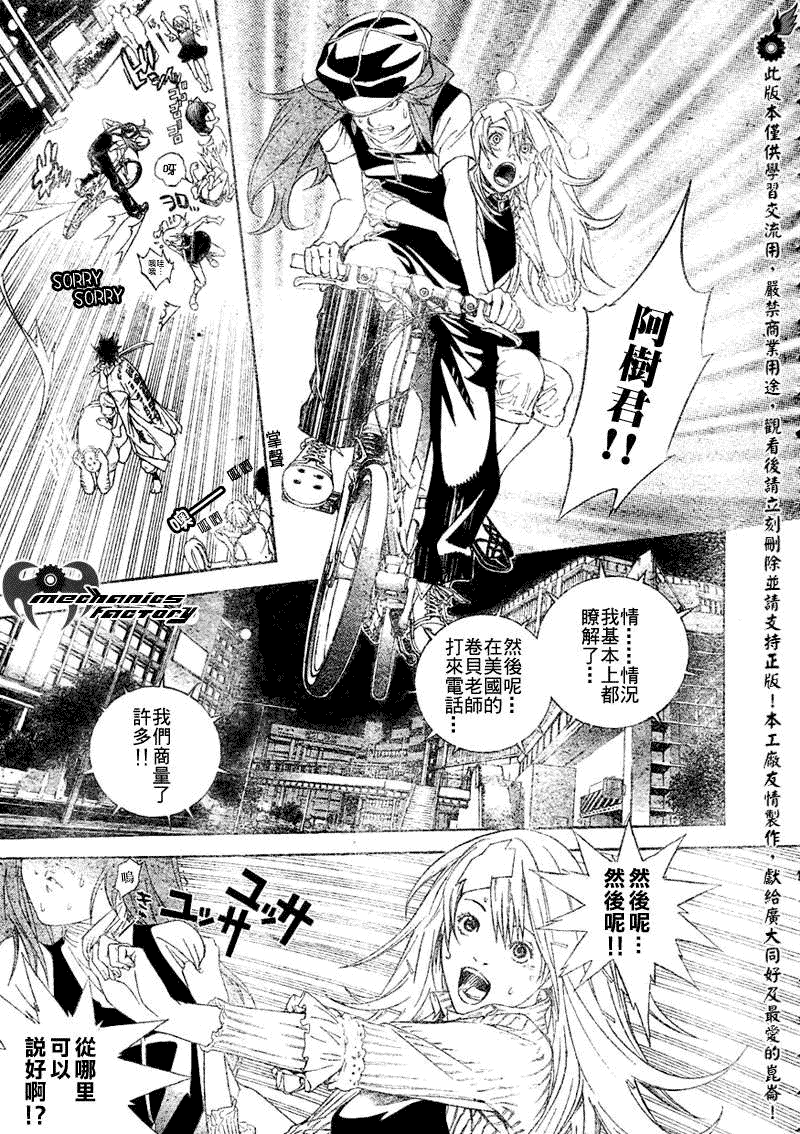 此版本僅供學習交流用，嚴禁商業用途，觀看後請立刻刪除並請支持正版！本工廠友情製作，獻給廣大同好及最愛的崑崙！
阿樹君!!
呀
SORRY
SORRY
掌聲
Mechanics
Factory
情……情況
我基本上都
瞭解了…
然後呢…
在美國的
卷貝老師
打來電話…
我們商量了
許多!!
然後呢…
然後呢!!
嗚
ユッサ
ユッサ
從哪里
可以
説好啊!?